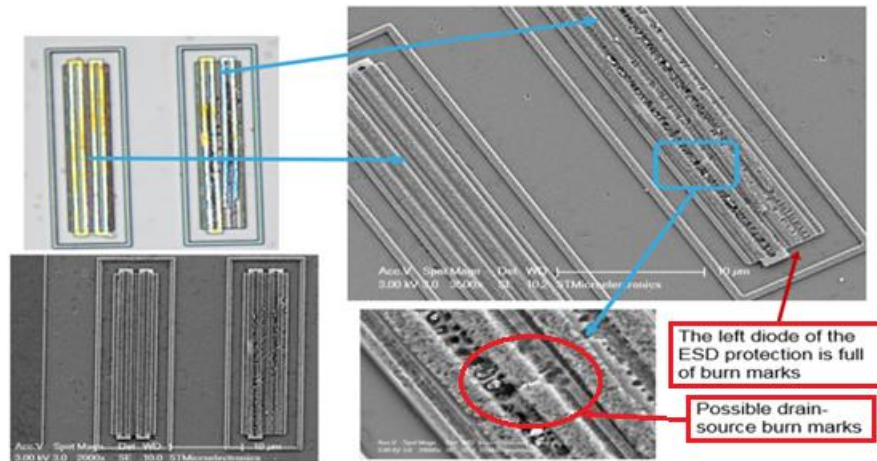 Acc.V Spot Magn Det WD 10 µm
3.00 kV 3.0 3500x SE 10.2 STMicroelectronics
Acc.V Spot Magn Det WD 10 µm
3.00 kV 3.0 2000x SE 10.0 STMicroelectronics
The left diode of the
ESD protection is full
of burn marks
Possible drain-
source burn marks